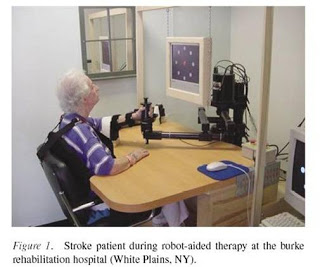 Figure 1. Stroke patient during robot-aided therapy at the burke
rehabilitation hospital (White Plains, NY).